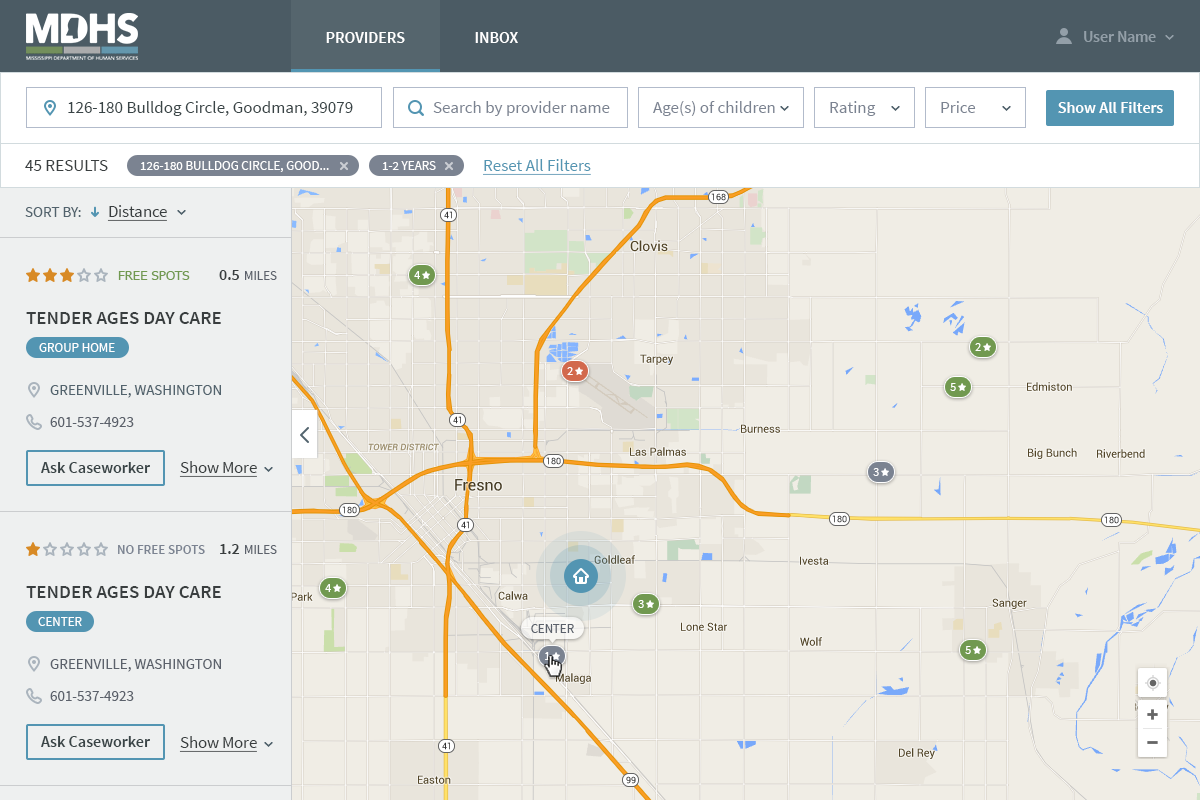 MDHS
MISSISSIPPI DEPARTMENT OF HUMAN SERVICES
PROVIDERS
INBOX
User Name
126-180 Bulldog Circle, Goodman, 39079
Search by provider name
Age(s) of children
Rating
Price
Show All Filters
45 RESULTS
126-180 BULLDOG CIRCLE, GOOD...
1-2 YEARS
Reset All Filters
SORT BY:
Distance
FREE SPOTS
0.5 MILES
TENDER AGES DAY CARE
GROUP HOME
GREENVILLE, WASHINGTON
601-537-4923
Ask Caseworker
Show More
NO FREE SPOTS
1.2 MILES
TENDER AGES DAY CARE
CENTER
GREENVILLE, WASHINGTON
601-537-4923
Ask Caseworker
Show More
168
41
Clovis
4
2
Tarpey
2
5
Edmiston
41
Burness
TOWER DISTRICT
Las Palmas
180
Big Bunch
Riverbend
3
Fresno
180
41
180
180
Goldleaf
Ivesta
4
Park
Calwa
3
Sanger
CENTER
Lone Star
Wolf
1
5
Malaga
41
Del Rey
Easton
99